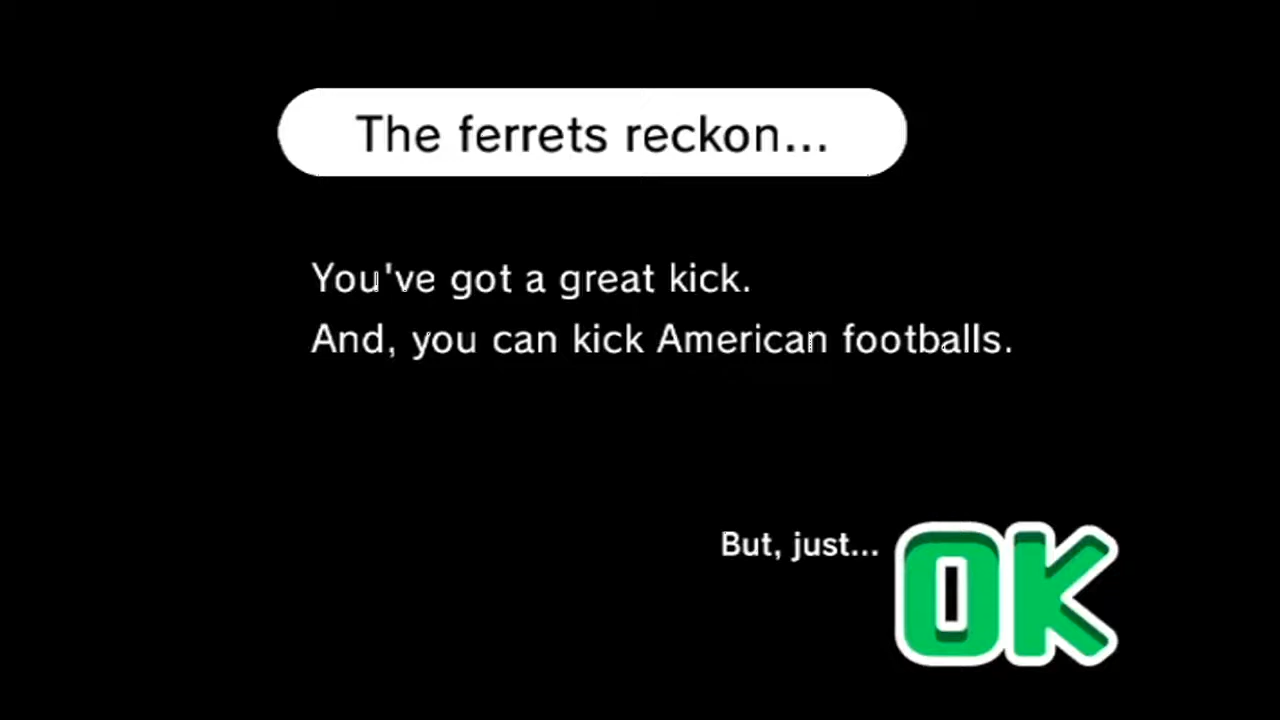 The ferrets reckon...
You've got a great kick.
And, you can kick American footballs.
But, just...
OK